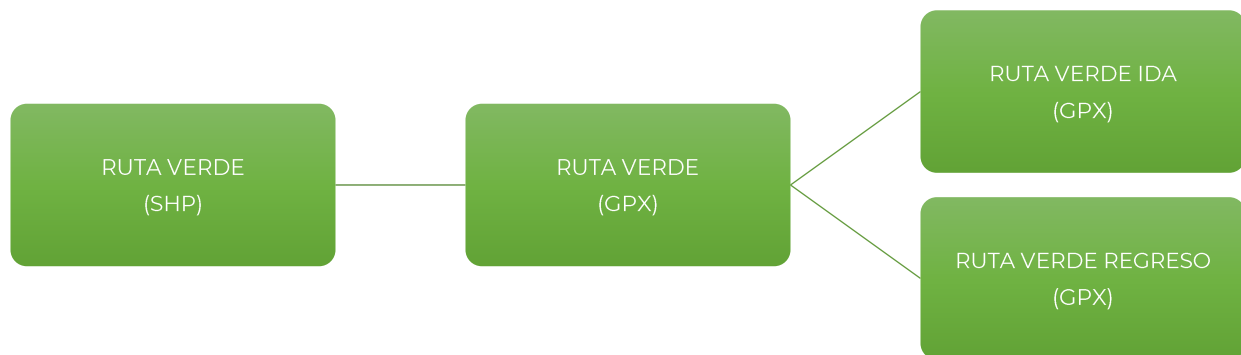 RUTA VERDE
(SHP)
RUTA VERDE
(GPX)
RUTA VERDE IDA
(GPX)
RUTA VERDE REGRESO
(GPX)